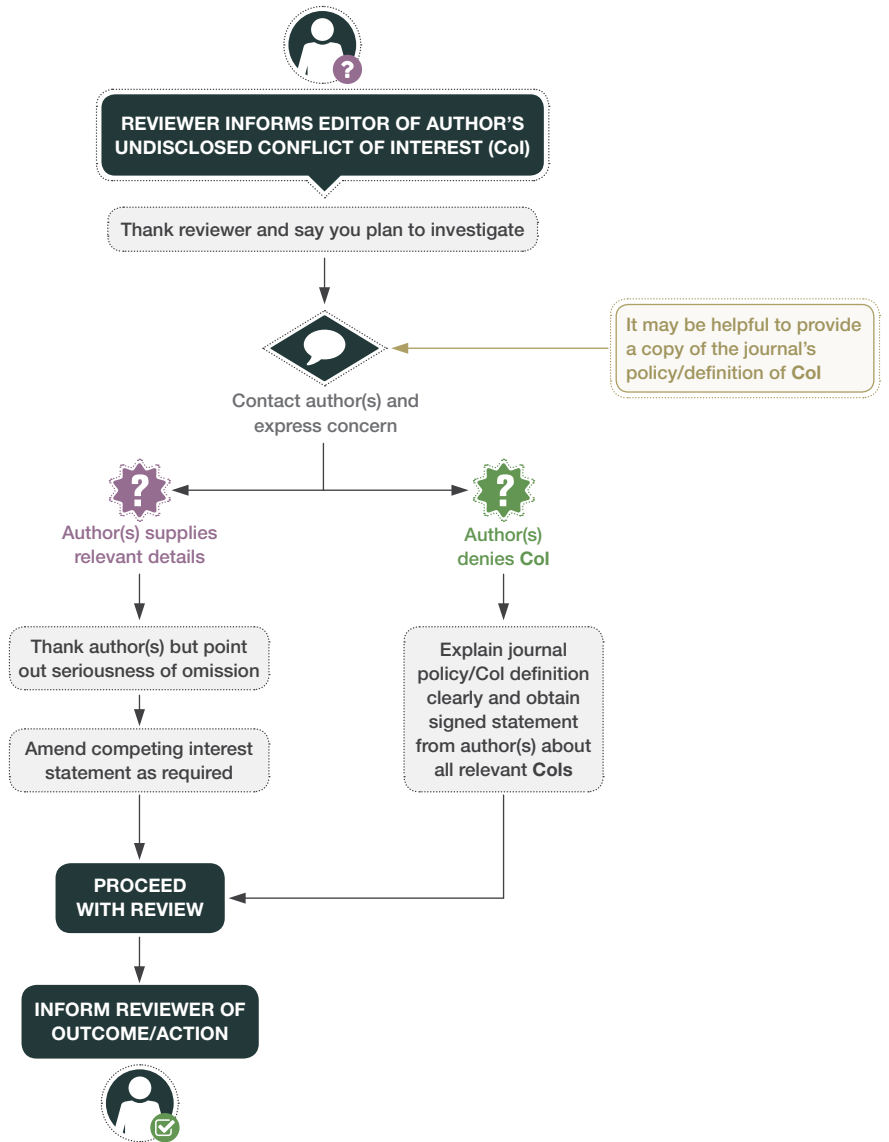 ?
REVIEWER INFORMS EDITOR OF AUTHOR'S
UNDISCLOSED CONFLICT OF INTEREST (CoI)
Thank reviewer and say you plan to investigate
It may be helpful to provide
a copy of the journal's
policy/definition of CoI
Contact author(s) and
express concern
?
Author(s) supplies
relevant details
?
Author(s)
denies CoI
Thank author(s) but point
out seriousness of omission
Amend competing interest
statement as required
Explain journal
policy/CoI definition
clearly and obtain
signed statement
from author(s) about
all relevant CoIs
PROCEED
WITH REVIEW
INFORM REVIEWER OF
OUTCOME/ACTION